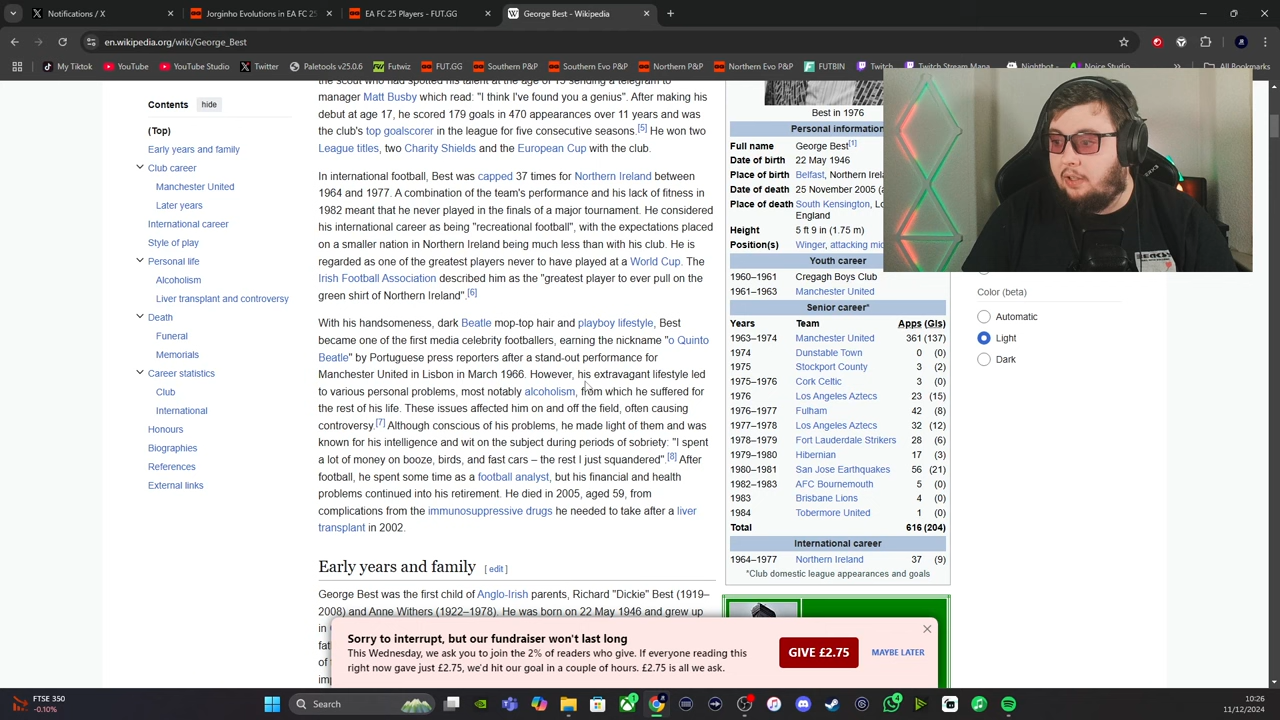 Notifications / X
Jorginho Evolutions in EA FC 25
EA FC 25 Players - FUT.GG
George Best - Wikipedia
en.wikipedia.org/wiki/George_Best
My Tiktok YouTube YouTube Studio Twitter Paletools v25.6.0 Futwiz FUT.GG Southern P&P Southern Evo P&P Northern P&P Northern Evo P&P FUTBIN Twitch Twitch Stream Mana Nightbot Noice Studio
Contents hide
(Top)
Early years and family
Club career
Manchester United
Later years
International career
Style of play
Personal life
Alcoholism
Liver transplant and controversy
Death
Funeral
Memorials
Career statistics
Club
International
Honours
Biographies
References
External links
the scout who had spotted his talent at the age of 15 sending a telegram to
manager Matt Busby which read: "I think I've found you a genius". After making his
debut at age 17, he scored 179 goals in 470 appearances over 11 years and was
the club's top goalscorer in the league for five consecutive seasons.[5] He won two
League titles, two Charity Shields and the European Cup with the club.
In international football, Best was capped 37 times for Northern Ireland between
1964 and 1977. A combination of the team's performance and his lack of fitness in
1982 meant that he never played in the finals of a major tournament. He considered
his international career as being "recreational football", with the expectations placed
on a smaller nation in Northern Ireland being much less than with his club. He is
regarded as one of the greatest players never to have played at a World Cup. The
Irish Football Association described him as the "greatest player to ever pull on the
green shirt of Northern Ireland".[6]
With his handsomeness, dark Beatle mop-top hair and playboy lifestyle, Best
became one of the first media celebrity footballers, earning the nickname "o Quinto
Beatle" by Portuguese press reporters after a stand-out performance for
Manchester United in Lisbon in March 1966. However, his extravagant lifestyle led
to various personal problems, most notably alcoholism, from which he suffered for
the rest of his life. These issues affected him on and off the field, often causing
controversy.[7] Although conscious of his problems, he made light of them and was
known for his intelligence and wit on the subject during periods of sobriety: "I spent
a lot of money on booze, birds, and fast cars – the rest I just squandered".[8] After
football, he spent some time as a football analyst, but his financial and health
problems continued into his retirement. He died in 2005, aged 59, from
complications from the immunosuppressive drugs he needed to take after a liver
transplant in 2002.
Early years and family [ edit ]
George Best was the first child of Anglo-Irish parents, Richard "Dickie" Best (1919–
2008) and Anne Withers (1922–1978). He was born on 22 May 1946 and grew up
Best in 1976
Personal information
Full name George Best[1]
Date of birth 22 May 1946
Place of birth Belfast, Northern
Date of death 25 November 2005
Place of death South Kensington,
England
Height 5 ft 9 in (1.75 m)
Position(s) Winger, attacking
Youth career
1960–1961 Cregagh Boys Club
1961–1963 Manchester United
Senior career*
Years Team Apps (Gls)
1963–1974 Manchester United 361 (137)
1974 Dunstable Town 0 (0)
1975 Stockport County 3 (2)
1975–1976 Cork Celtic 3 (0)
1976 Los Angeles Aztecs 23 (15)
1976–1977 Fulham 42 (8)
1977–1978 Los Angeles Aztecs 32 (12)
1978–1979 Fort Lauderdale Strikers 28 (6)
1979–1980 Hibernian 17 (3)
1980–1981 San Jose Earthquakes 56 (21)
1982–1983 AFC Bournemouth 5 (0)
1983 Brisbane Lions 4 (0)
1984 Tobermore United 1 (0)
Total 616 (204)
International career
1964–1977 Northern Ireland 37 (9)
*Club domestic league appearances and goals
Color (beta)
Automatic
Light
Dark
Sorry to interrupt, but our fundraiser won't last long
This Wednesday, we ask you to join the 2% of readers who give. If everyone reading this
right now gave just £2.75, we'd hit our goal in a couple of hours. £2.75 is all we ask.
GIVE £2.75
MAYBE LATER
FTSE 350
-0.10%
Search
10:26
11/12/2024